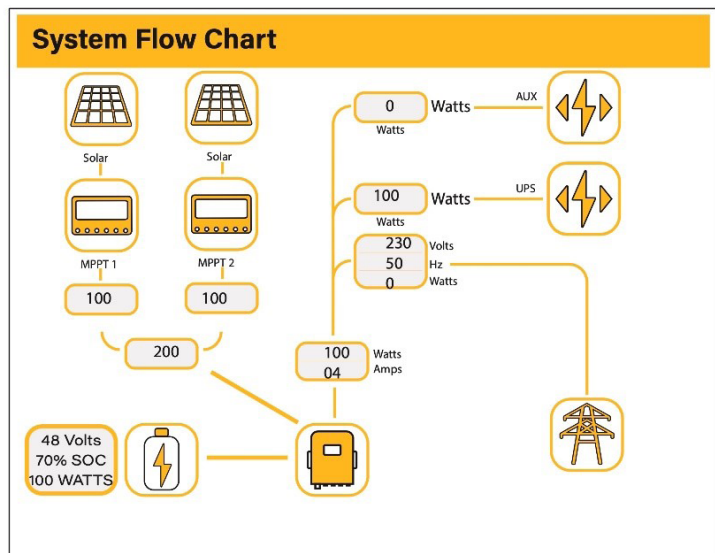 System Flow Chart
Solar
Solar
MPPT 1
MPPT 2
100
100
200
48 Volts
70% SOC
100 WATTS
0
Watts
Watts
AUX
100
Watts
Watts
UPS
230 Volts
50 Hz
0 Watts
100 Watts
04 Amps